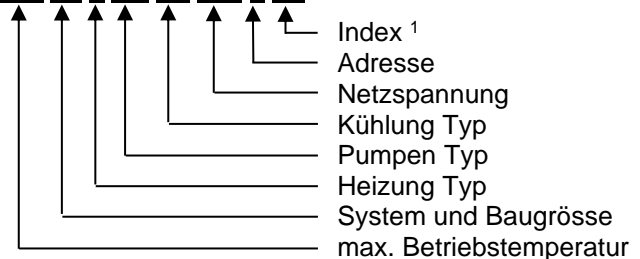 Index ¹
Adresse
Netzspannung
Kühlung Typ
Pumpen Typ
Heizung Typ
System und Baugrösse
max. Betriebstemperatur